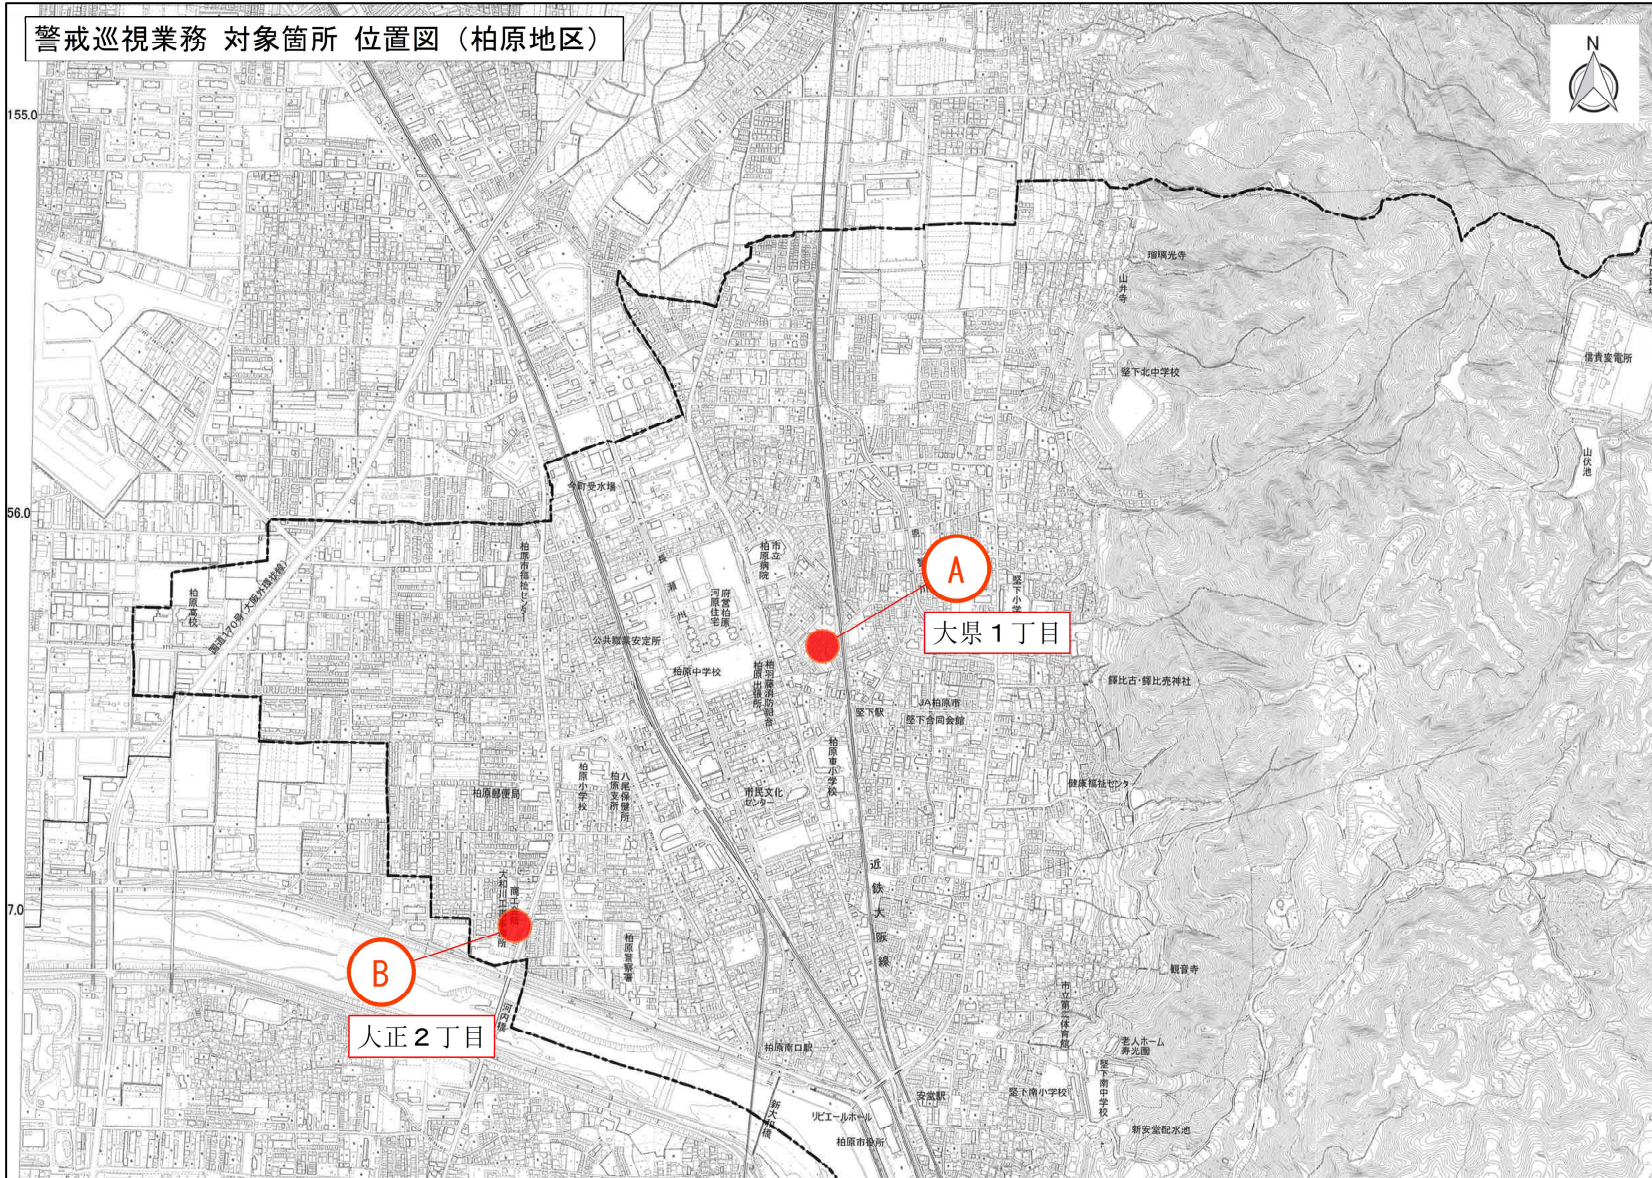 警戒巡視業務 対象箇所 位置図（柏原地区）
N
155.0
瑠璃光寺
山井寺
信貴変電所
堅下北中学校
山伏池
今町受水場
56.0
柏原市福祉センター
市立
柏原病院
長瀬川
A
大県１丁目
堅下小学
柏原高校
国道170号(大阪外環状線)
府営柏原
河原住宅
公共職業安定所
柏原中学校
柏羽藤消防組合
柏原出張所
鐸比古・鐸比売神社
JA柏原市
堅下合同会館
堅下駅
柏原東小学校
柏原小学校
八尾保健所
柏原支所
柏原郵便局
市民文化
センター
健康福祉センタ
近鉄大阪線
7.0
B
人正２丁目
柏原警察署
河内橋
観音寺
市立第二体育館
老人ホーム
寿光園
柏原南口駅
堅下南中学校
堅下南小学校
安堂駅
新大和橋
リビエールホール
柏原市役所
新安堂配水池